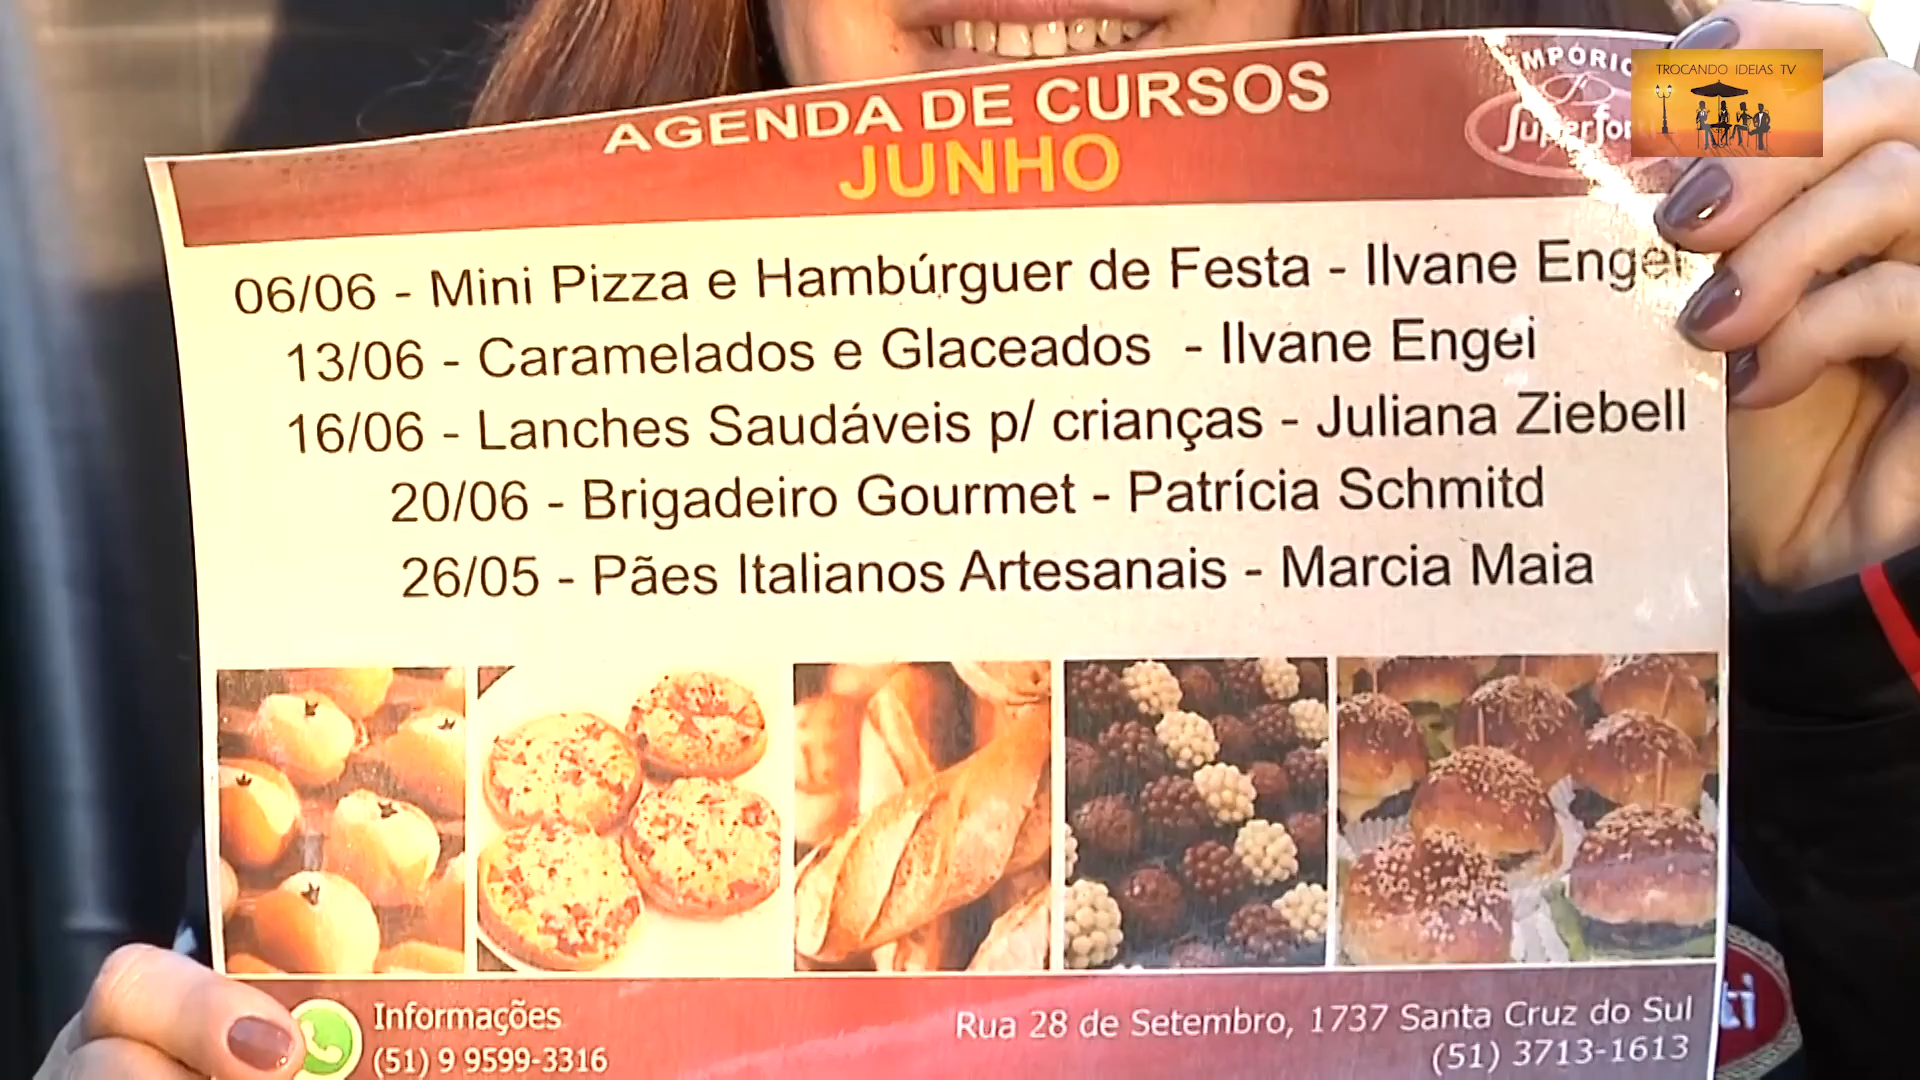 AGENDA DE CURSOS
JUNHO
TROCANDO IDEIAS TV
06/06 - Mini Pizza e Hambúrguer de Festa - Ilvane Engel
13/06 - Caramelados e Glaceados - Ilvane Engel
16/06 - Lanches Saudáveis p/ crianças - Juliana Ziebell
20/06 - Brigadeiro Gourmet - Patrícia Schmitd
26/05 - Pães Italianos Artesanais - Marcia Maia
Informações
(51) 9 9599-3316
Rua 28 de Setembro, 1737 Santa Cruz do Sul
(51) 3713-1613